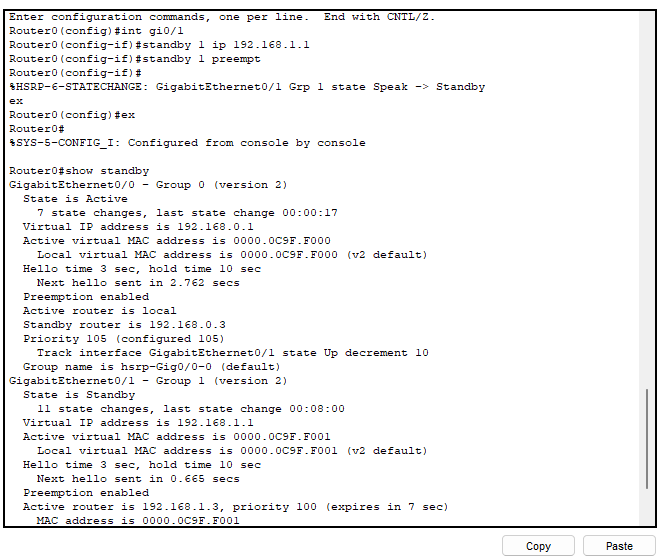 Enter configuration commands, one per line.  End with CNTL/Z.
Router0(config)#int gi0/1
Router0(config-if)#standby 1 ip 192.168.1.1
Router0(config-if)#standby 1 preempt
Router0(config-if)#
%HSRP-6-STATECHANGE: GigabitEthernet0/1 Grp 1 state Speak -> Standby
ex
Router0(config)#ex
Router0#
%SYS-5-CONFIG_I: Configured from console by console

Router0#show standby
GigabitEthernet0/0 - Group 0 (version 2)
  State is Active
    7 state changes, last state change 00:00:17
  Virtual IP address is 192.168.0.1
  Active virtual MAC address is 0000.0C9F.F000
    Local virtual MAC address is 0000.0C9F.F000 (v2 default)
  Hello time 3 sec, hold time 10 sec
    Next hello sent in 2.762 secs
  Preemption enabled
  Active router is local
  Standby router is 192.168.0.3
  Priority 105 (configured 105)
    Track interface GigabitEthernet0/1 state Up decrement 10
  Group name is hsrp-Gig0/0-0 (default)
GigabitEthernet0/1 - Group 1 (version 2)
  State is Standby
    11 state changes, last state change 00:08:00
  Virtual IP address is 192.168.1.1
  Active virtual MAC address is 0000.0C9F.F001
    Local virtual MAC address is 0000.0C9F.F001 (v2 default)
  Hello time 3 sec, hold time 10 sec
    Next hello sent in 0.665 secs
  Preemption enabled
  Active router is 192.168.1.3, priority 100 (expires in 7 sec)
    MAC address is 0000.0C9F.F001
Copy
Paste